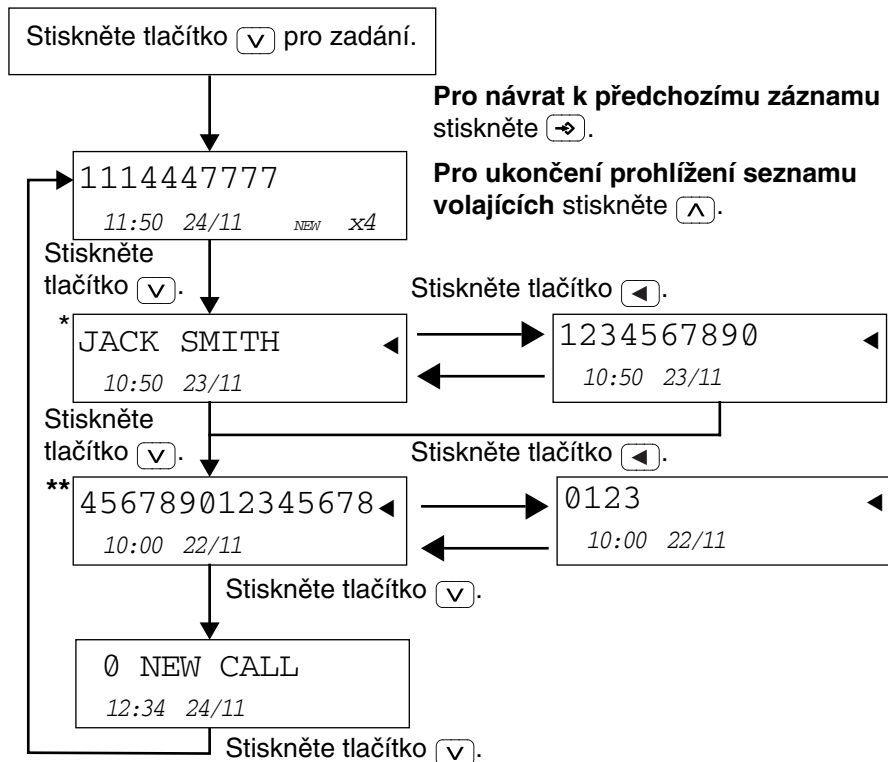 Stiskněte tlačítko v pro zadání.
Pro návrat k předchozímu záznamu
stiskněte .
Pro ukončení prohlížení seznamu
volajících stiskněte .
1114447777
11:50 24/11 NEW x4
Stiskněte
tlačítko v.
Stiskněte tlačítko ◀.
* JACK SMITH ◀
10:50 23/11
1234567890 ◀
10:50 23/11
Stiskněte
tlačítko v.
Stiskněte tlačítko ◀.
** 456789012345678◀
10:00 22/11
0123 ◀
10:00 22/11
Stiskněte tlačítko v.
0 NEW CALL
12:34 24/11
Stiskněte tlačítko v.